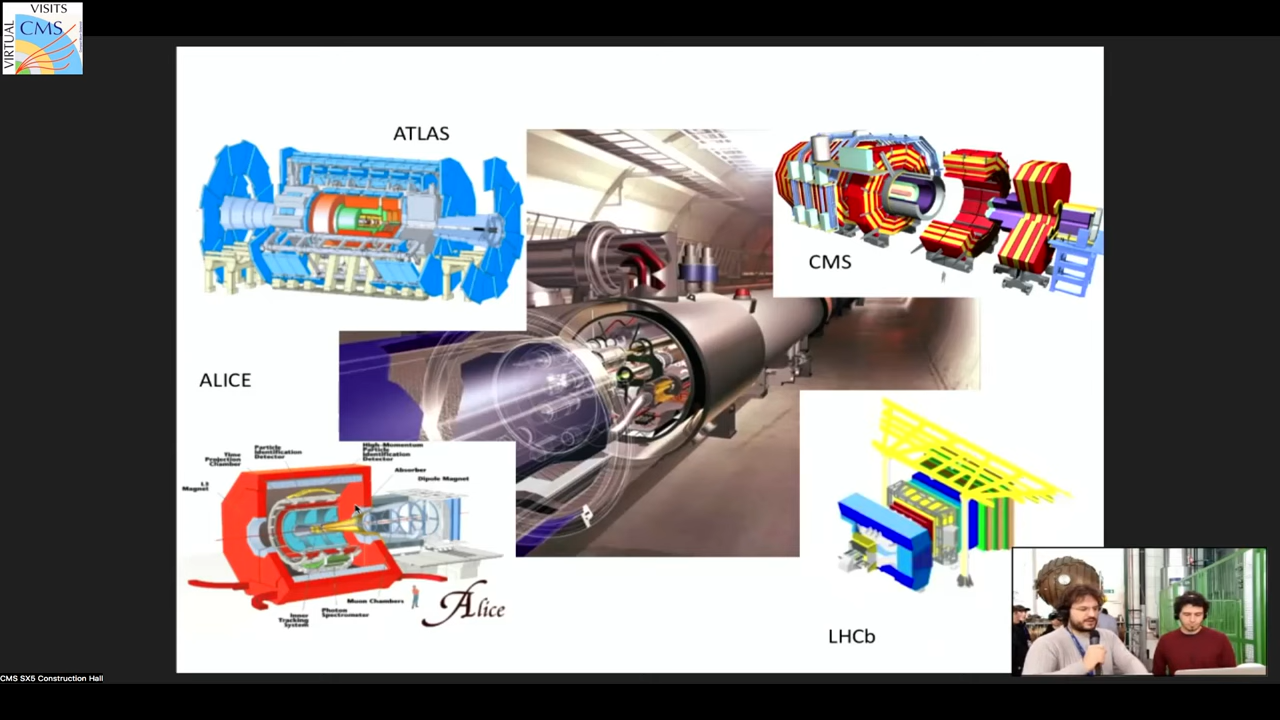 VISITS
VIRTUAL
CMS
ATLAS
CMS
ALICE
Time
Projection
Chamber
Particle
Identification
Detector
High-Momentum
Particle
Identification
Detector
Absorber
Dipole Magnet
L3
Magnet
Muon Chambers
Photon
Spectrometer
Inner
Tracking
System
Alice
LHCb
CMS SX5 Construction Hall